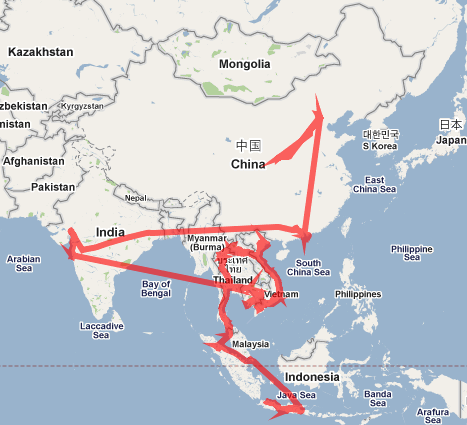 Kazakhstan
Mongolia
zbekistan
Kyrgyzstan
nistan
中国
China
대한민국
S Korea
日本
Japan
Afghanistan
Pakistan
Nepal
East
China Sea
India
Myanmar
(Burma)
ประเทศ
ไทย
Thailand
Arabian
Sea
South
China Sea
Philippine
Sea
Bay of
Bengal
Vietnam
Philippines
Laccadive
Sea
Malaysia
Indonesia
Java Sea
Banda
Sea
Arafura
Sea